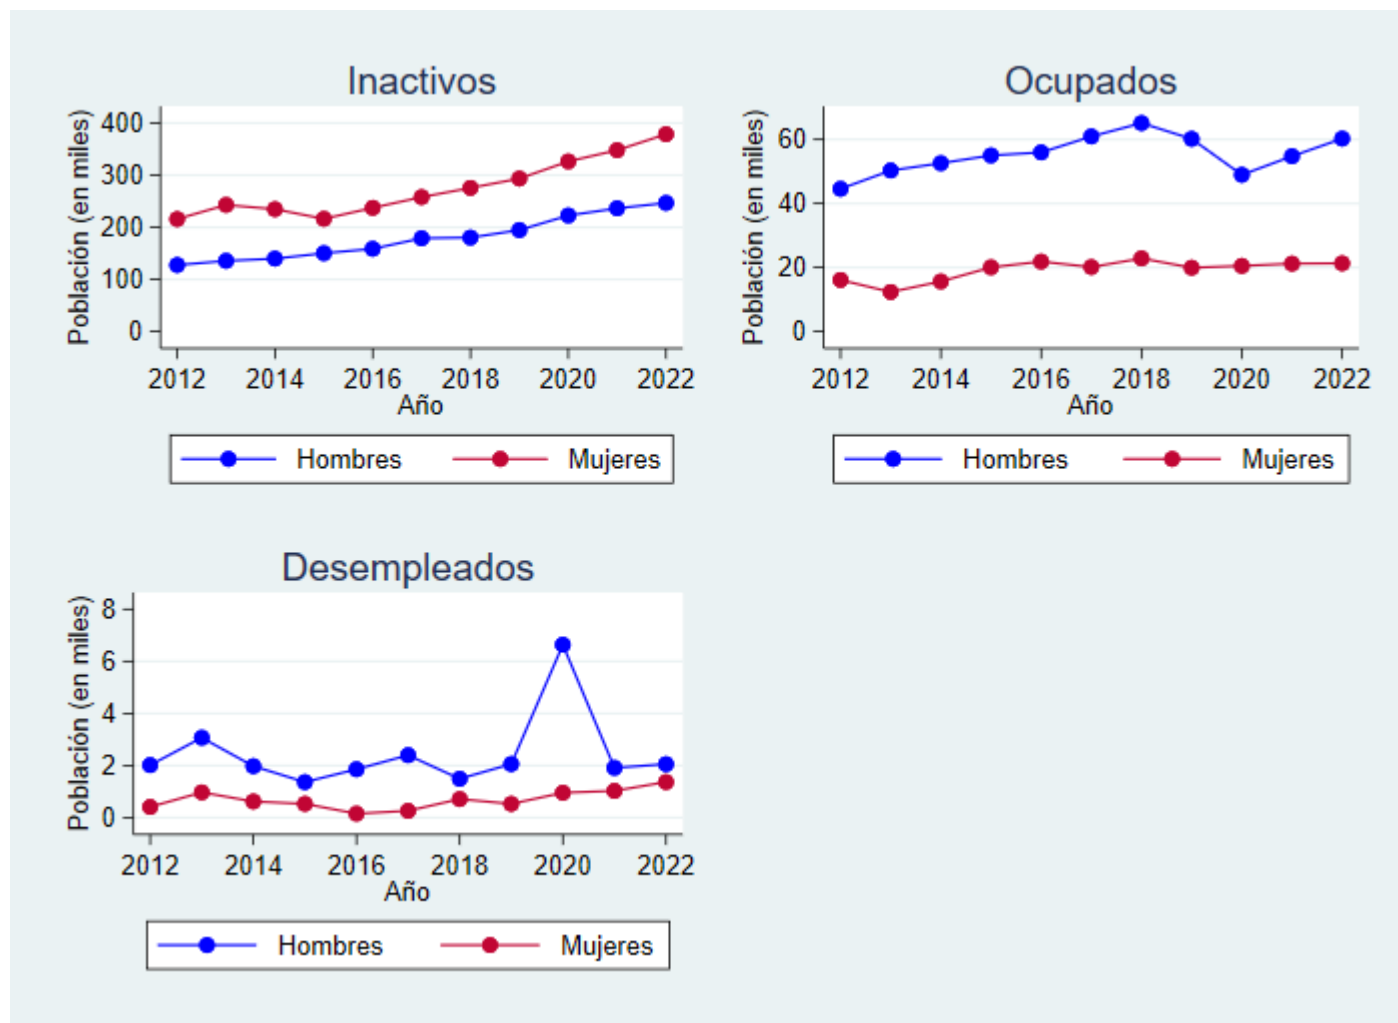 Inactivos
Población (en miles)
400
300
200
100
0
2012 2014 2016 2018 2020 2022
Año
Hombres Mujeres
Ocupados
Población (en miles)
60
40
20
0
2012 2014 2016 2018 2020 2022
Año
Hombres Mujeres
Desempleados
Población (en miles)
8
6
4
2
0
2012 2014 2016 2018 2020 2022
Año
Hombres Mujeres